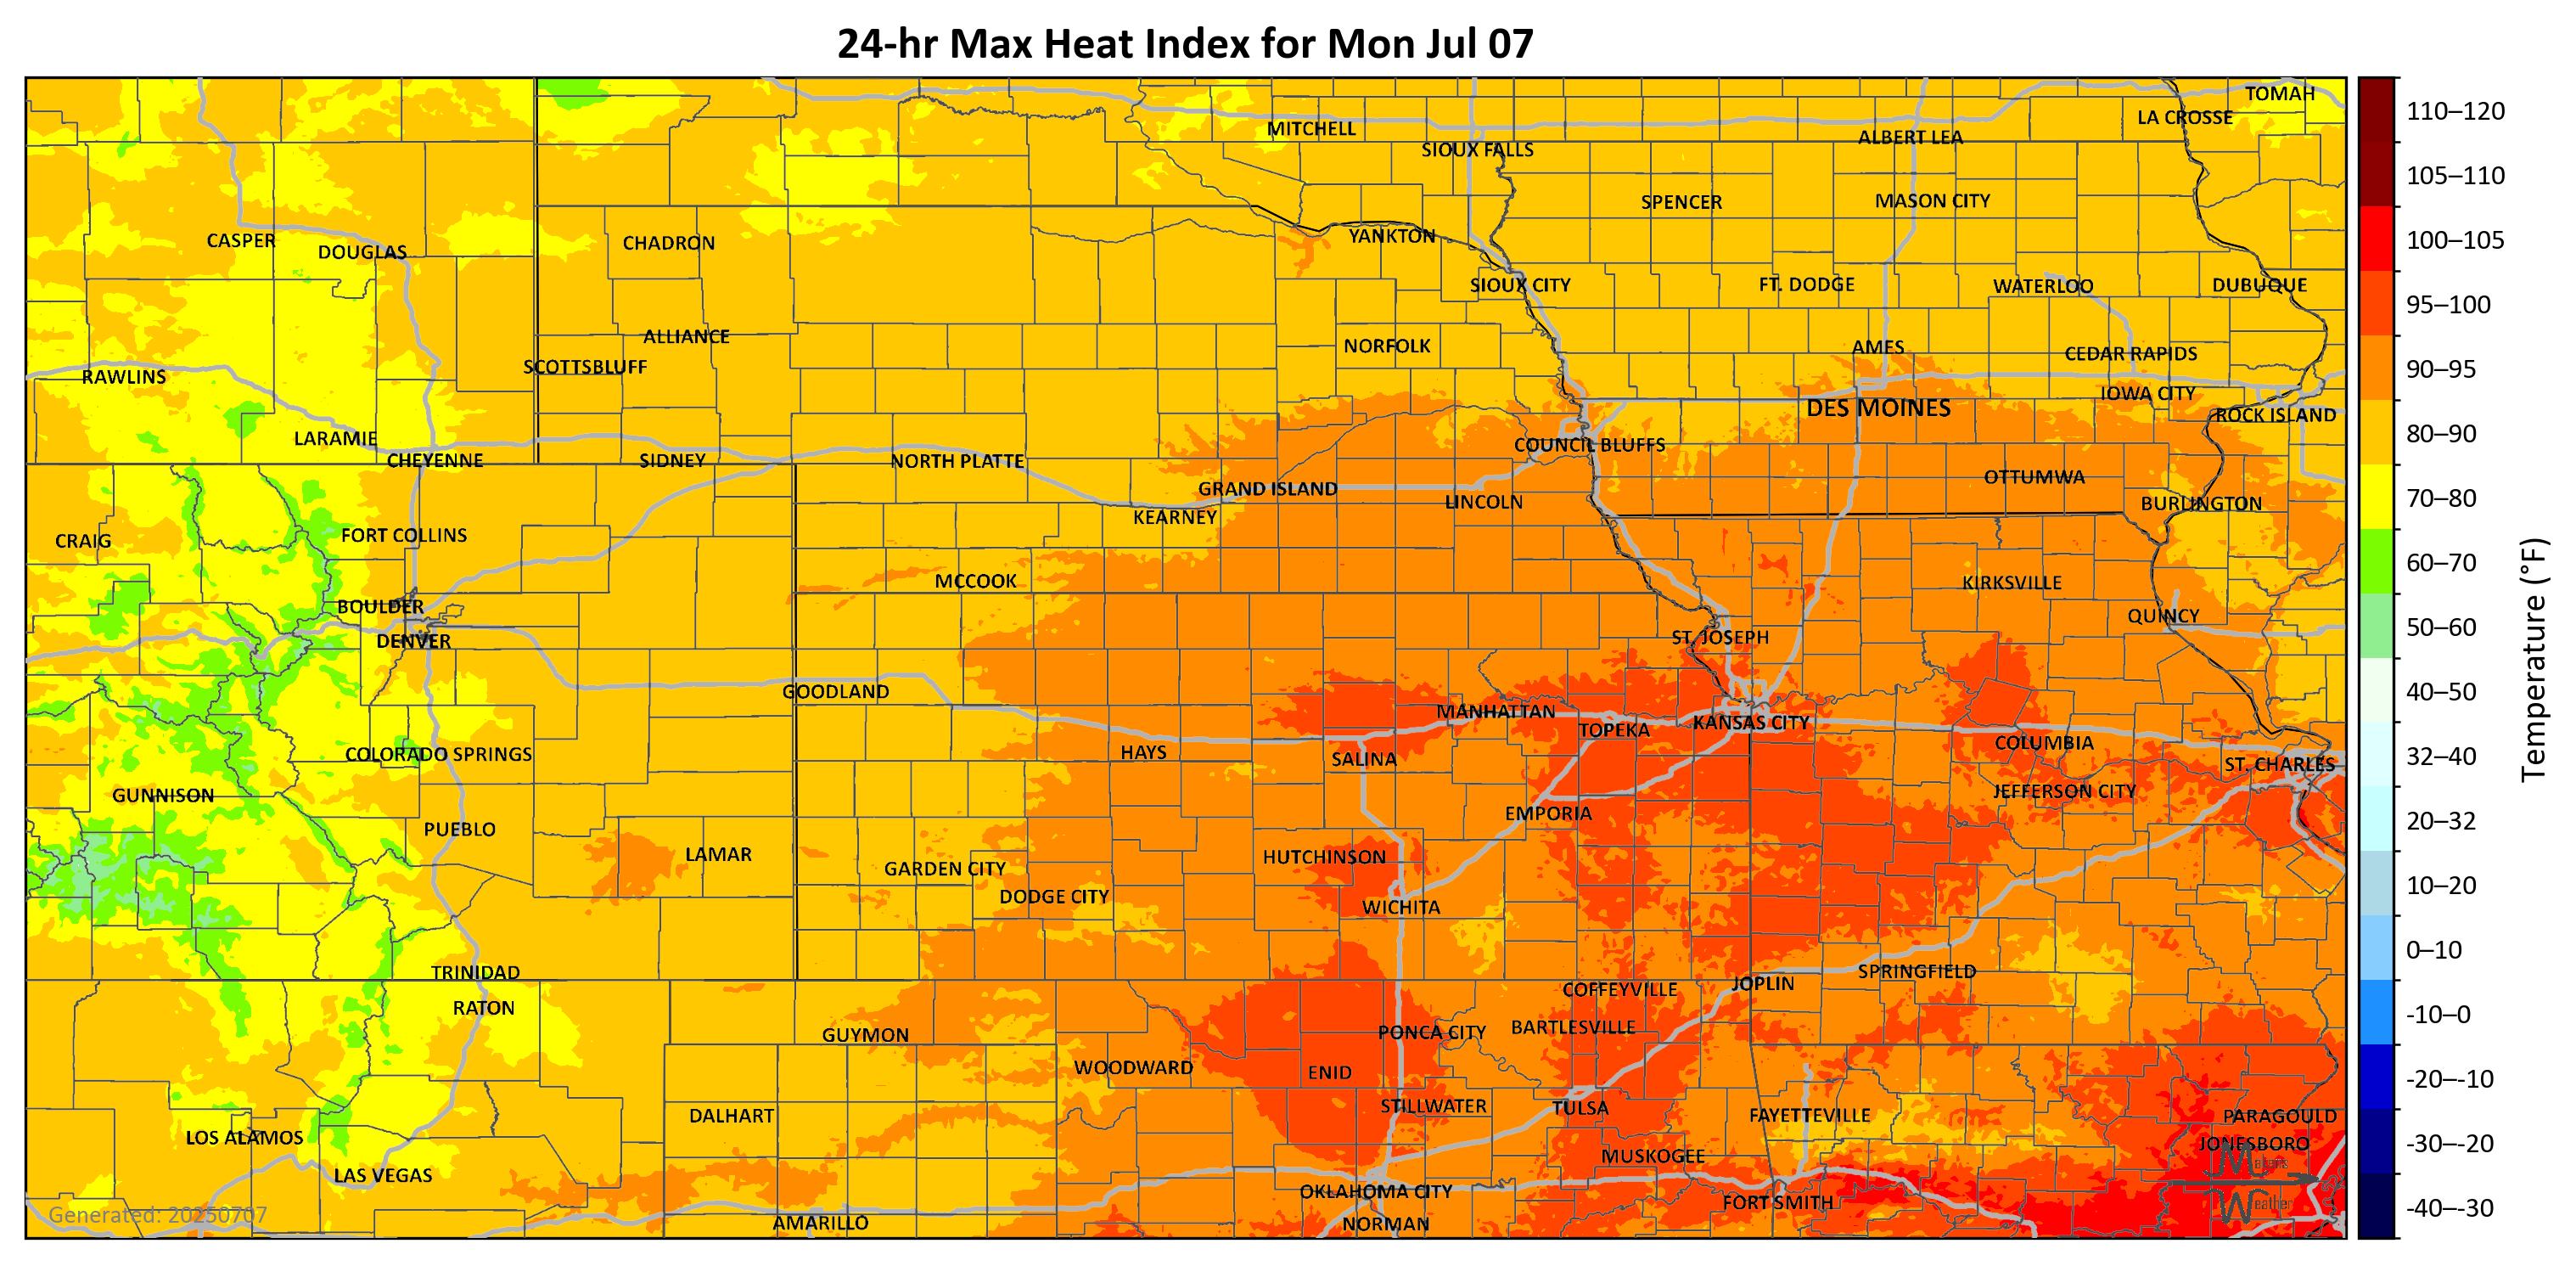 24-hr Max Heat Index for Mon Jul 07
TOMAH
LA CROSSE
MITCHELL
ALBERT LEA
SIOUX FALLS
SPENCER
MASON CITY
YANKTON
CASPER
CHADRON
DOUGLAS
SIOUX CITY
FT. DODGE
WATERLOO
DUBUQUE
ALLIANCE
NORFOLK
AMES
CEDAR RAPIDS
SCOTTSBLUFF
RAWLINS
IOWA CITY
DES MOINES
ROCK ISLAND
LARAMIE
COUNCIL BLUFFS
CHEYENNE
SIDNEY
NORTH PLATTE
OTTUMWA
GRAND ISLAND
LINCOLN
BURLINGTON
KEARNEY
FORT COLLINS
CRAIG
MCCOOK
KIRKSVILLE
BOULDER
QUINCY
DENVER
ST. JOSEPH
GOODLAND
MANHATTAN
KANSAS CITY
TOPEKA
COLUMBIA
COLORADO SPRINGS
HAYS
SALINA
ST. CHARLES
GUNNISON
JEFFERSON CITY
EMPORIA
PUEBLO
LAMAR
HUTCHINSON
GARDEN CITY
DODGE CITY
WICHITA
TRINIDAD
SPRINGFIELD
JOPLIN
COFFEYVILLE
RATON
BARTLESVILLE
PONCA CITY
GUYMON
WOODWARD
ENID
STILLWATER
TULSA
DALHART
FAYETTEVILLE
PARAGOULD
LOS ALAMOS
JONESBORO
MUSKOGEE
LAS VEGAS
OKLAHOMA CITY
FORT SMITH
AMARILLO
NORMAN
Generated: 20250707
Weather
110–120
105–110
100–105
95–100
90–95
80–90
70–80
60–70
50–60
40–50
32–40
20–32
10–20
0–10
-10–0
-20–-10
-30–-20
-40–-30
Temperature (°F)